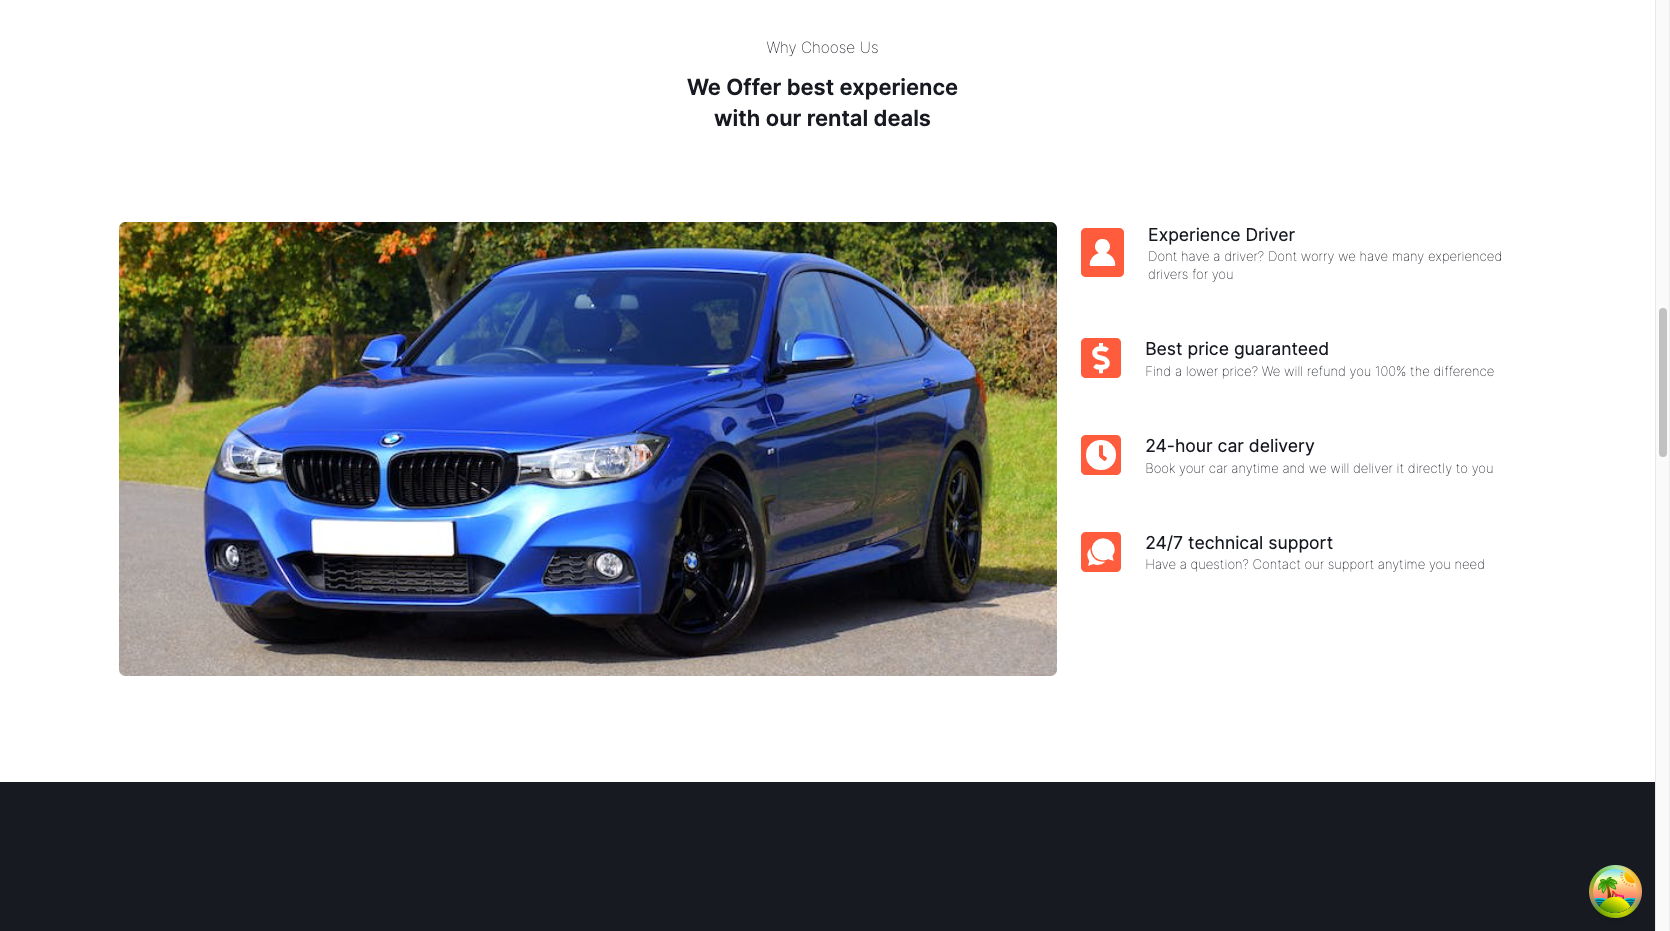 Why Choose Us
We Offer best experience
with our rental deals
Experience Driver
Dont have a driver? Dont worry we have many experienced
drivers for you
Best price guaranteed
Find a lower price? We will refund you 100% the difference
24-hour car delivery
Book your car anytime and we will deliver it directly to you
24/7 technical support
Have a question? Contact our support anytime you need